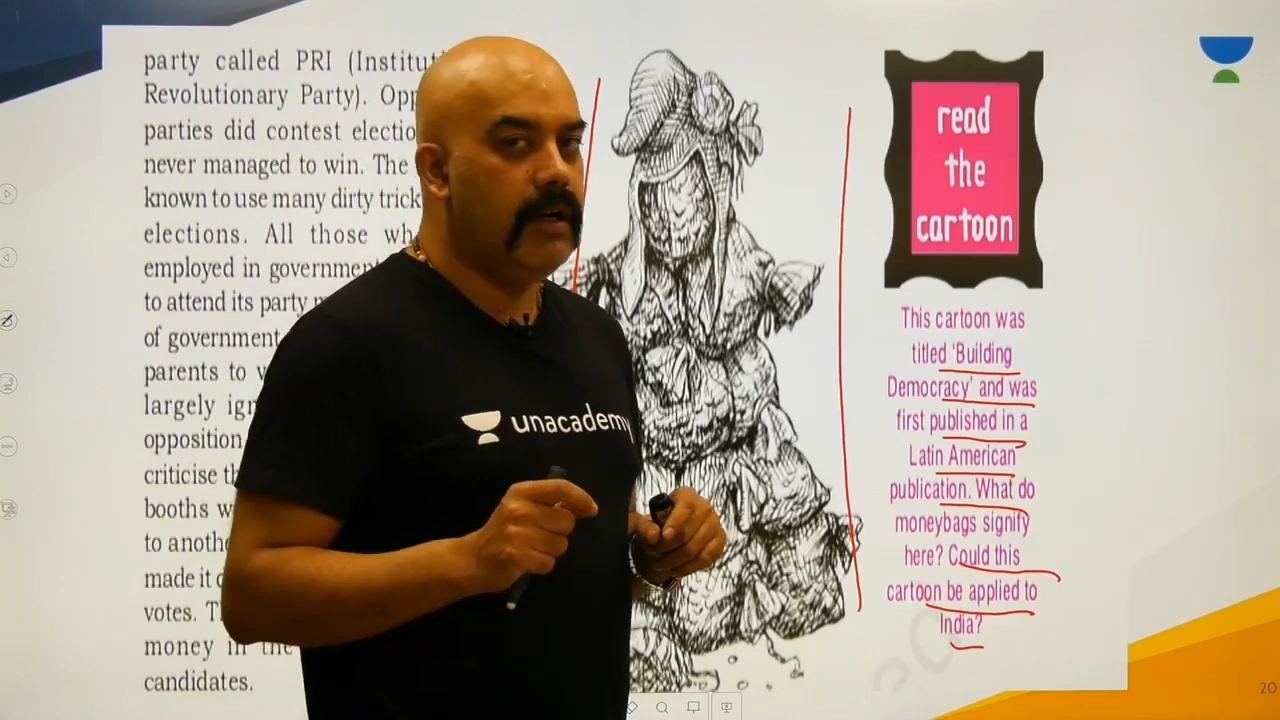 party called PRI (Institut
Revolutionary Party). Opp
parties did contest electio
never managed to win. The
known to use many dirty trick
elections. All those wh
employed in government
to attend its party
of government
parents to
largely ign
opposition
criticise th
booths w
to anothe
made it
votes. Th
money in the
candidates.
unacademy
read
the
cartoon
This cartoon was
titled 'Building
Democracy' and was
first published in a
Latin American
publication. What do
moneybags signify
here? Could this
cartoon be applied to
India?
20